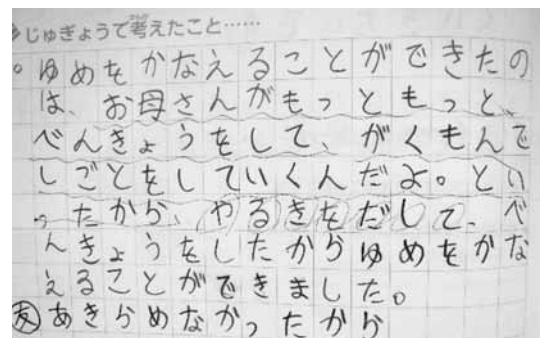 じゅぎょうで考えたこと……
ゆめをかなえることができたの
は、お母さんがもっともっと、
べんきょうをして、がくもんで
しごとをしていくんだよ。とい
ったから、やるきをだして、べ
んきょうをしたからゆめをかな
えることができました。
友あきらめなかったから